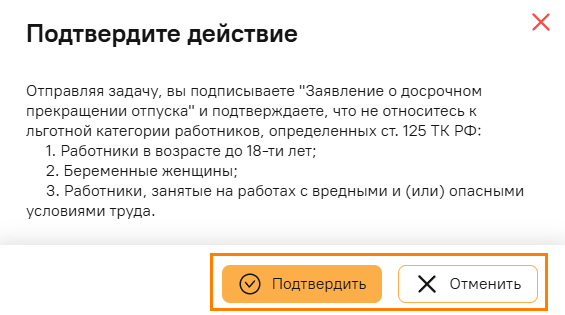 Подтвердите действие
Отправляя задачу, вы подписываете "Заявление о досрочном
прекращении отпуска" и подтверждаете, что не относитесь к
льготной категории работников, определенных ст. 125 ТК РФ:
1. Работники в возрасте до 18-ти лет;
2. Беременные женщины;
3. Работники, занятые на работах с вредными и (или) опасными
условиями труда.
Подтвердить
Отменить